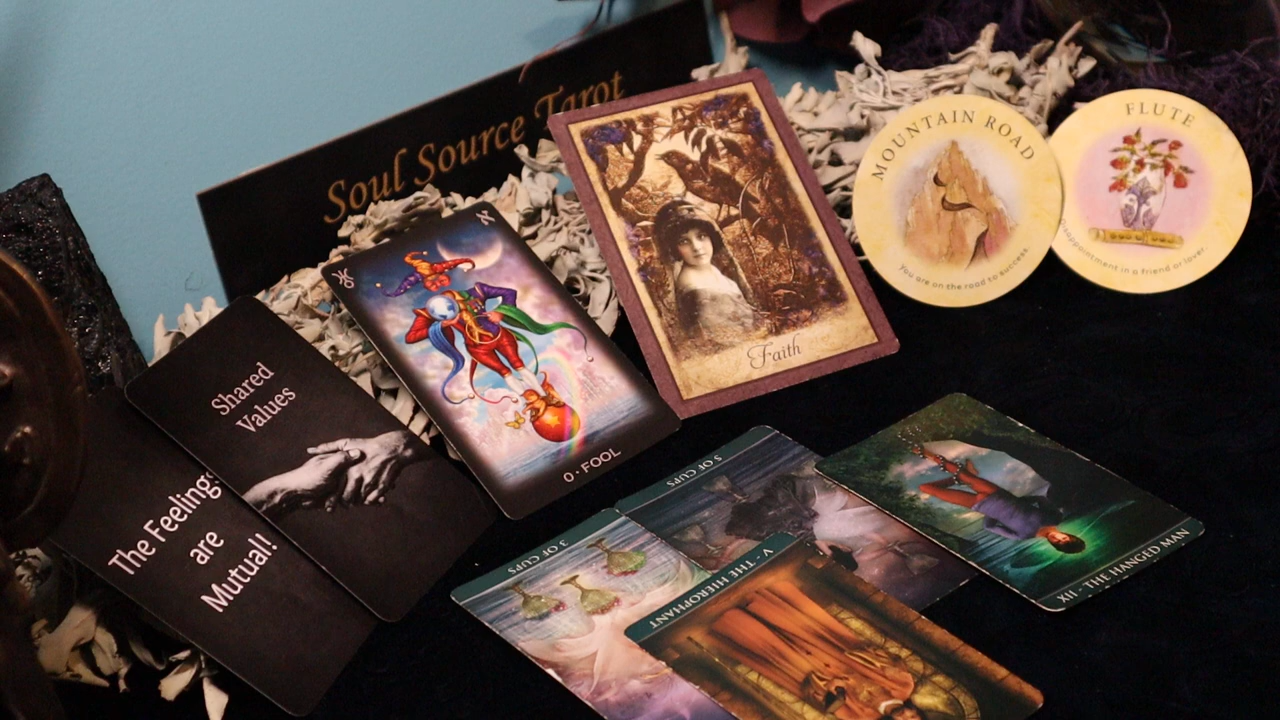 Soul Source Tarot
MOUNTAIN ROAD
You are on the road to success.
FLUTE
Disappointment in a friend or lover.
Faith
0 · FOOL
Shared
Values
The Feelings
are
Mutual!
5 OF CUPS
3 OF CUPS
V - THE HIEROPHANT
XII - THE HANGED MAN